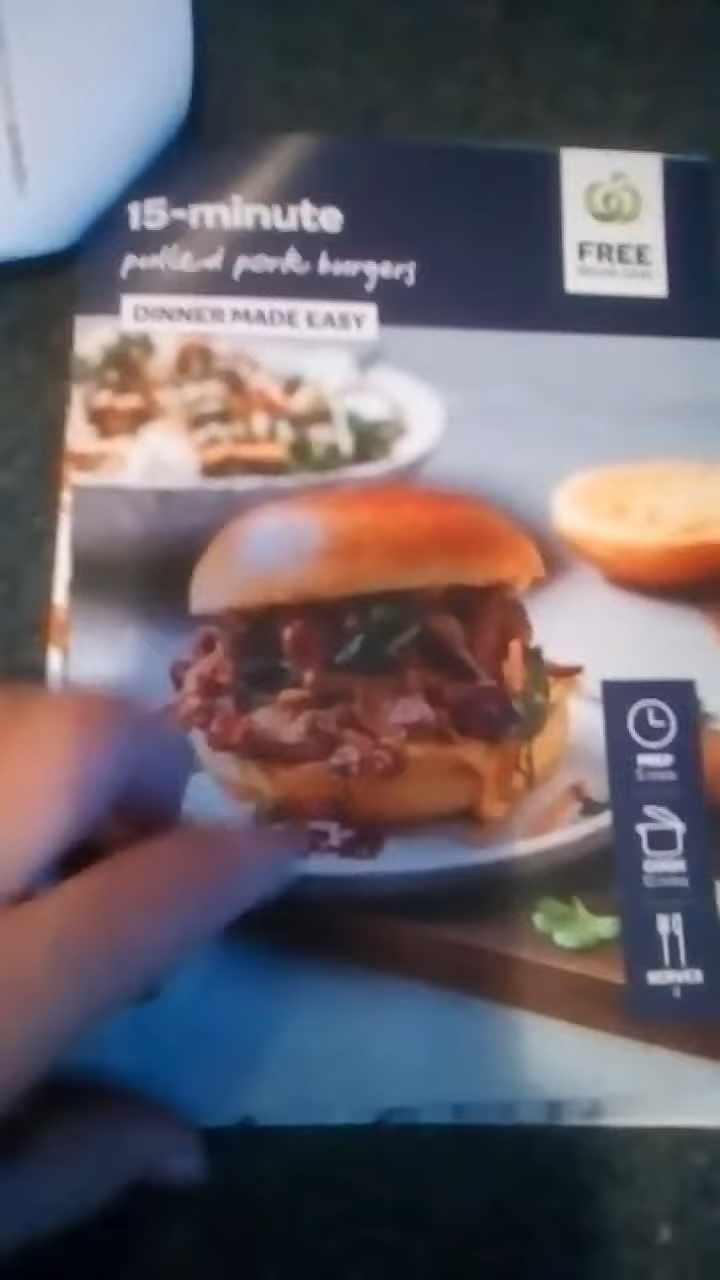 15-minute
pulled pork burgers
DINNER MADE EASY
FREE
PREP
COOK
SERVES